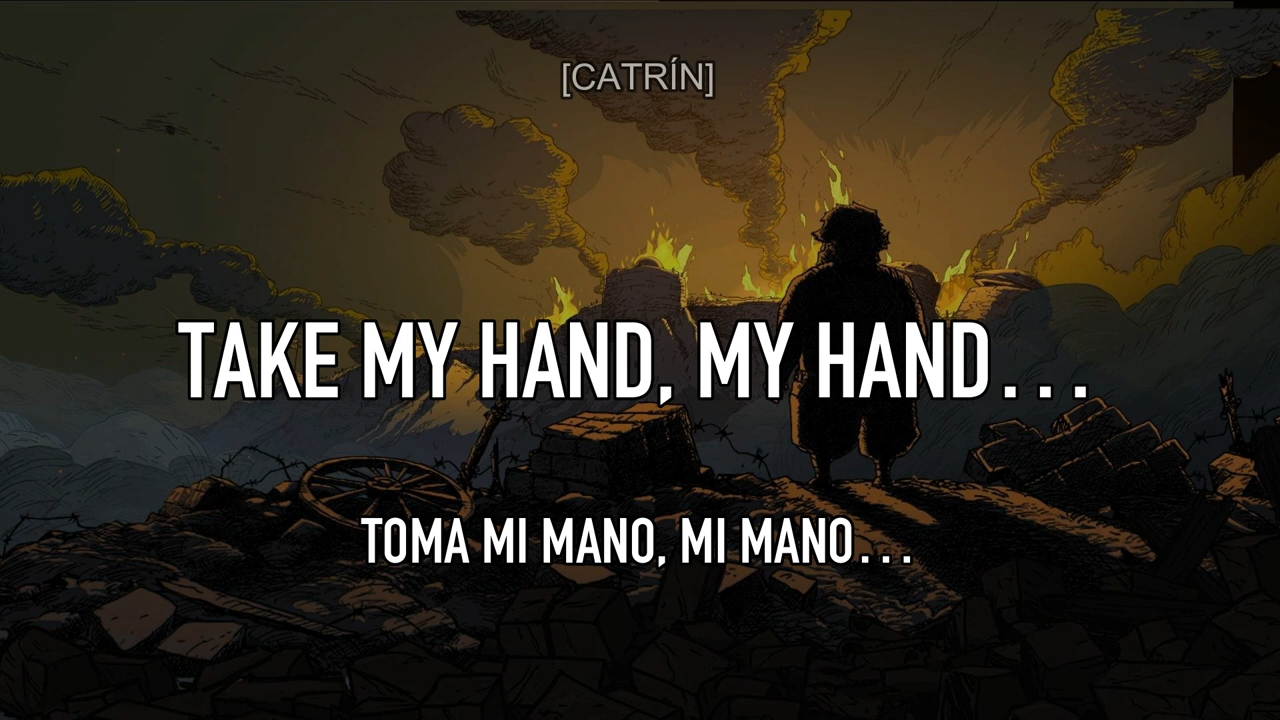 [CATRÍN]
TAKE MY HAND, MY HAND...
TOMA MI MANO, MI MANO...